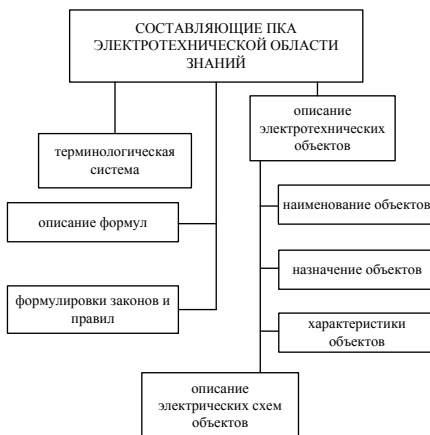 СОСТАВЛЯЮЩИЕ ПКА
ЭЛЕКТРОТЕХНИЧЕСКОЙ ОБЛАСТИ
ЗНАНИЙ
терминологическая
система
описание формул
формулировки законов и
правил
описание
электротехнических
объектов
наименование объектов
назначение объектов
характеристики
объектов
описание
электрических схем
объектов